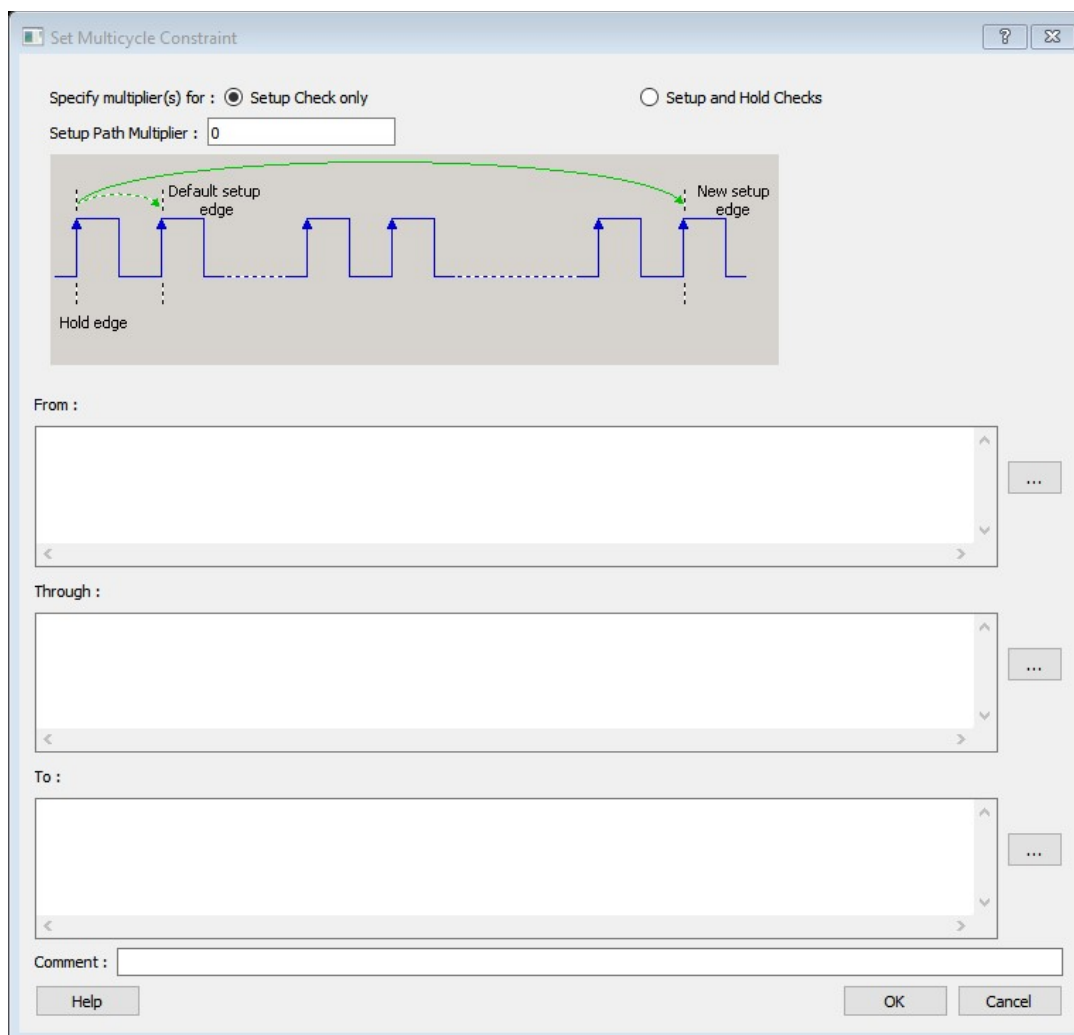 Set Multicycle Constraint
?
Specify multiplier(s) for : Setup Check only Setup and Hold Checks
Setup Path Multiplier : 0
Default setup
edge
New setup
edge
Hold edge
From :
...
Through :
...
To :
...
Comment :
Help OK Cancel